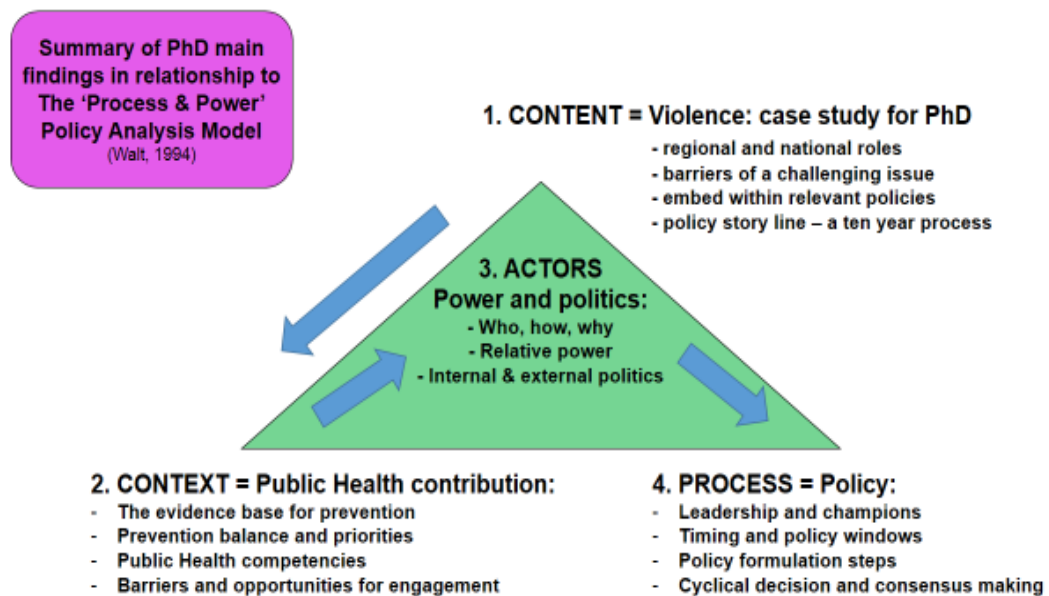 Summary of PhD main
findings in relationship to
The ‘Process & Power’
Policy Analysis Model
(Walt, 1994)
1. CONTENT = Violence: case study for PhD
- regional and national roles
- barriers of a challenging issue
- embed within relevant policies
- policy story line – a ten year process
3. ACTORS
Power and politics:
- Who, how, why
- Relative power
- Internal & external politics
2. CONTEXT = Public Health contribution:
- The evidence base for prevention
- Prevention balance and priorities
- Public Health competencies
- Barriers and opportunities for engagement
4. PROCESS = Policy:
- Leadership and champions
- Timing and policy windows
- Policy formulation steps
- Cyclical decision and consensus making